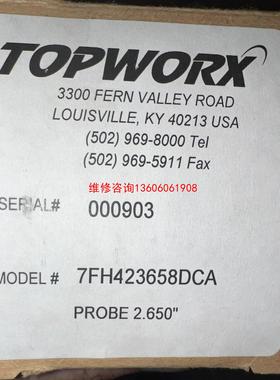 TOPWORX
3300 FERN VALLEY ROAD
LOUISVILLE, KY 40213 USA
(502) 969-8000 Tel
(502) 969-5911 Fax
维修咨询13606061908
SERIAL# 000903
MODEL # 7FH423658DCA
PROBE 2.650"